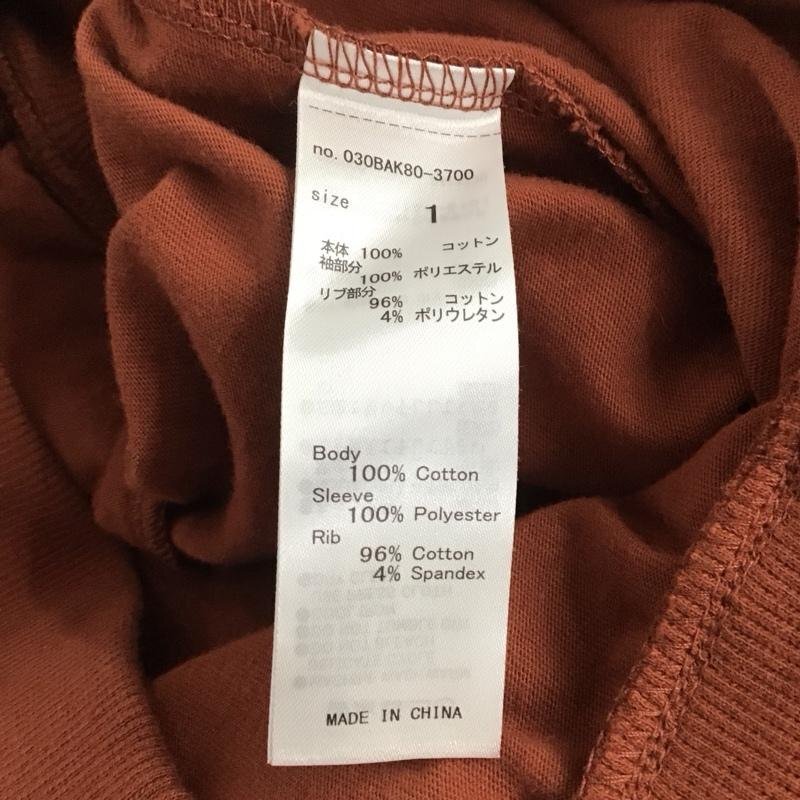 no. 030BAK80-3700
size 1
本体 100% コットン
袖部分
100% ポリエステル
リブ部分
96% コットン
4% ポリウレタン
Body
100% Cotton
Sleeve
100% Polyester
Rib
96% Cotton
4% Spandex
MADE IN CHINA